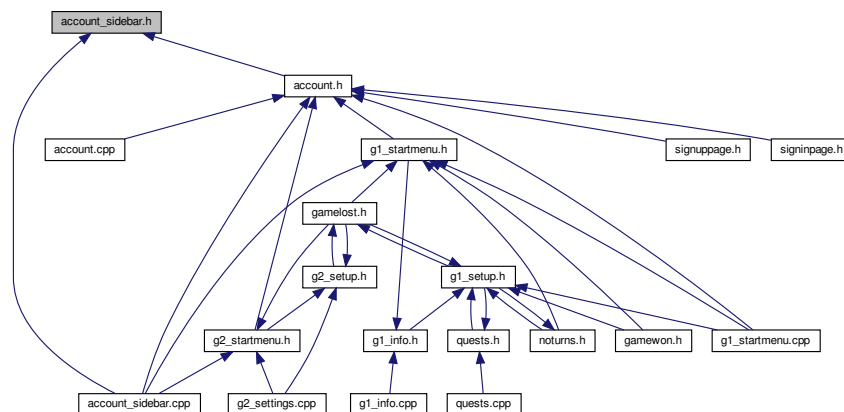 account_sidebar.h
account.h
account.cpp
g1_startmenu.h
signuppage.h
signinpage.h
gamelost.h
g2_setup.h
g1_setup.h
g2_startmenu.h
g1_info.h
quests.h
noturns.h
gamewon.h
g1_startmenu.cpp
account_sidebar.cpp
g2_settings.cpp
g1_info.cpp
quests.cpp